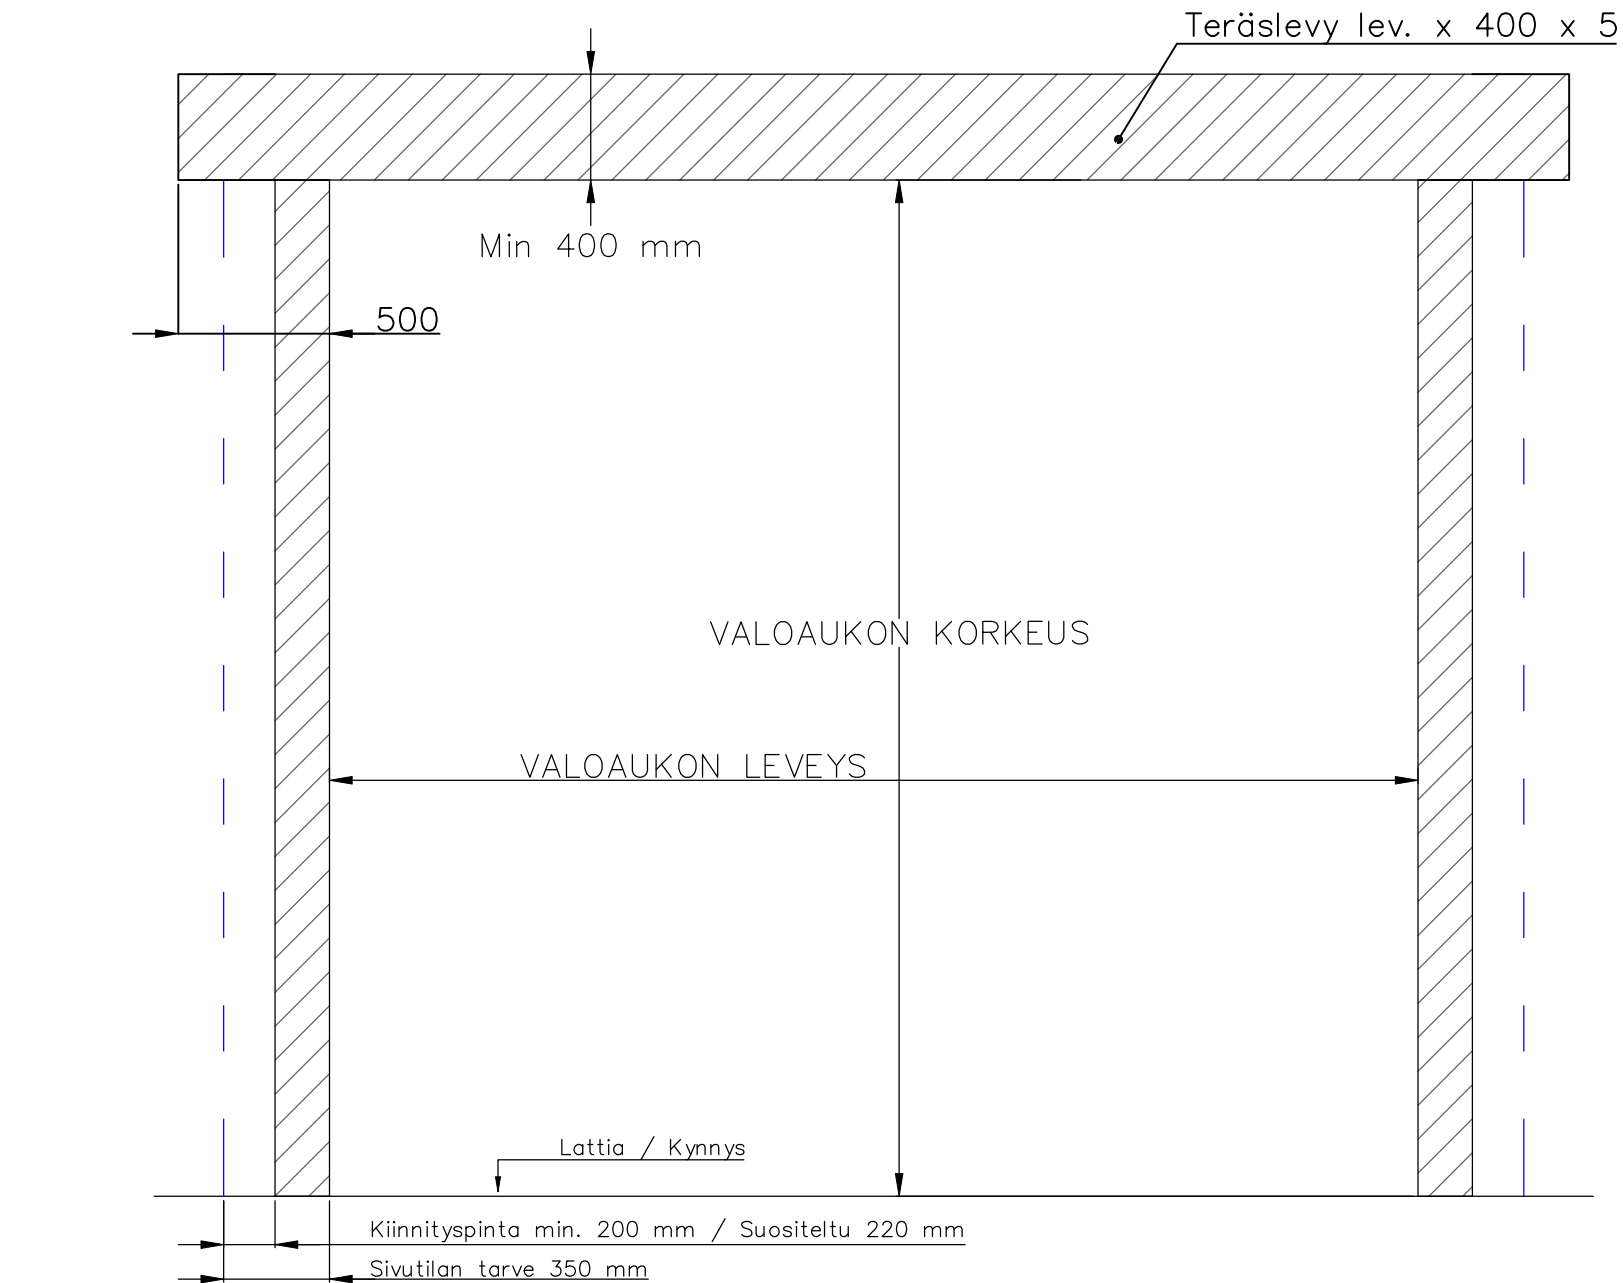 Teräslevy lev. x 400 x 5
Min 400 mm
500
VALOAUKON KORKEUS
VALOAUKON LEVEYS
Lattia / Kynnys
Kiinnityspinta min. 200 mm / Suositeltu 220 mm
Sivutilan tarve 350 mm